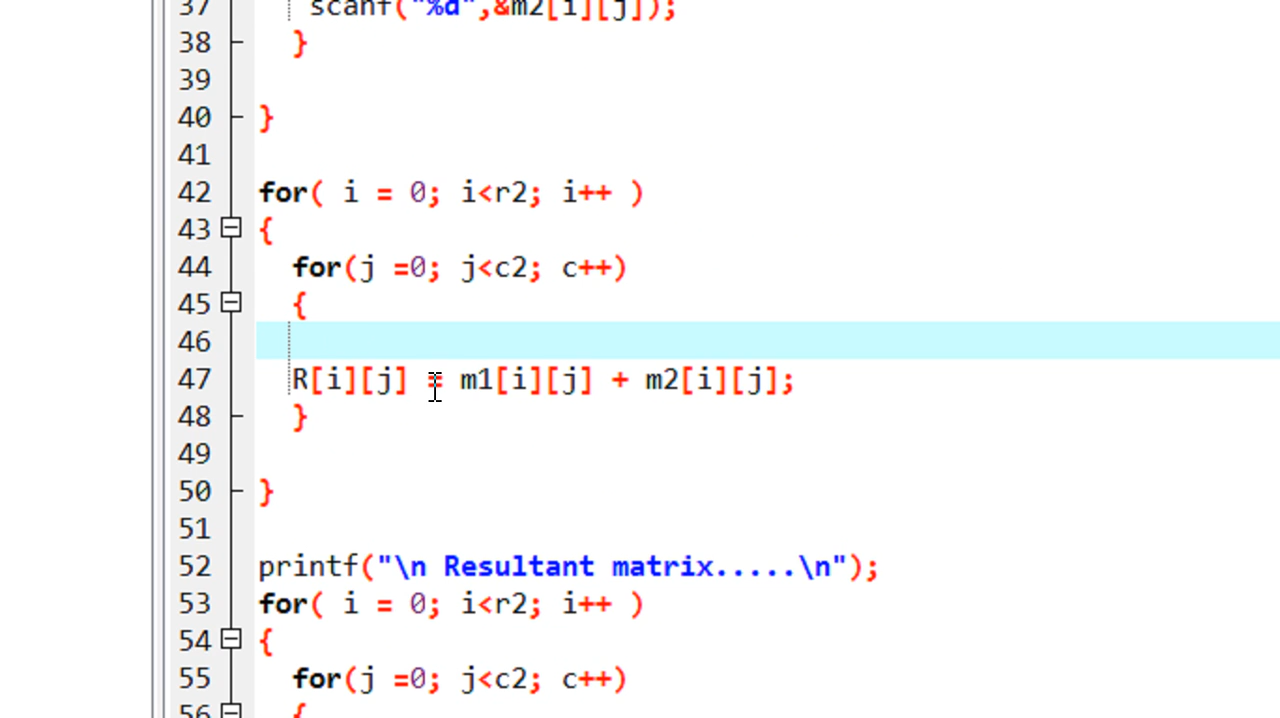 37 scanf("%d",&m2[i][j]);
38 }
39
40 }
41
42 for( i = 0; i<r2; i++ )
43 {
44 for(j =0; j<c2; c++)
45 {
46
47 R[i][j] = m1[i][j] + m2[i][j];
48 }
49
50 }
51
52 printf("\n Resultant matrix.....\n");
53 for( i = 0; i<r2; i++ )
54 {
55 for(j =0; j<c2; c++)
56 {